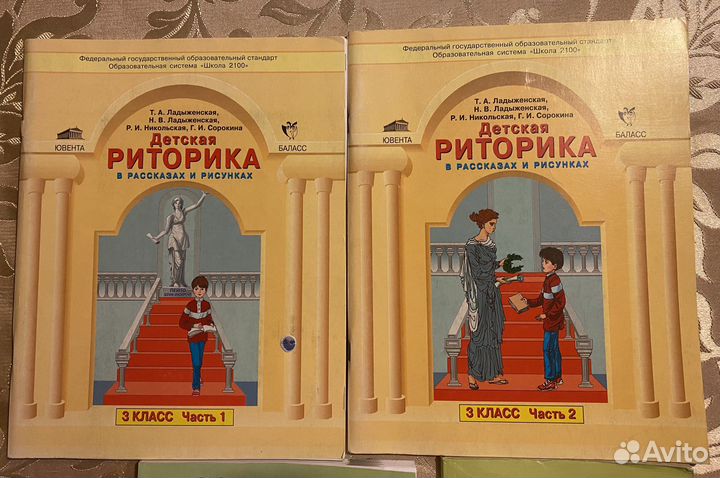 Федеральный государственный образовательный стандарт
Образовательная система «Школа 2100»
Т. А. Ладыженская,
Н. В. Ладыженская,
Р. И. Никольская, Г. И. Сорокина
ЮВЕНТА
БАЛАСС
Детская
РИТОРИКА
В РАССКАЗАХ И РИСУНКАХ
ПЕЙТО
3 КЛАСС Часть 1
Федеральный государственный образовательный стандарт
Образовательная система «Школа 2100»
Т. А. Ладыженская,
Н. В. Ладыженская,
Р. И. Никольская, Г. И. Сорокина
ЮВЕНТА
БАЛАСС
Детская
РИТОРИКА
В РАССКАЗАХ И РИСУНКАХ
3 КЛАСС Часть 2
Avito